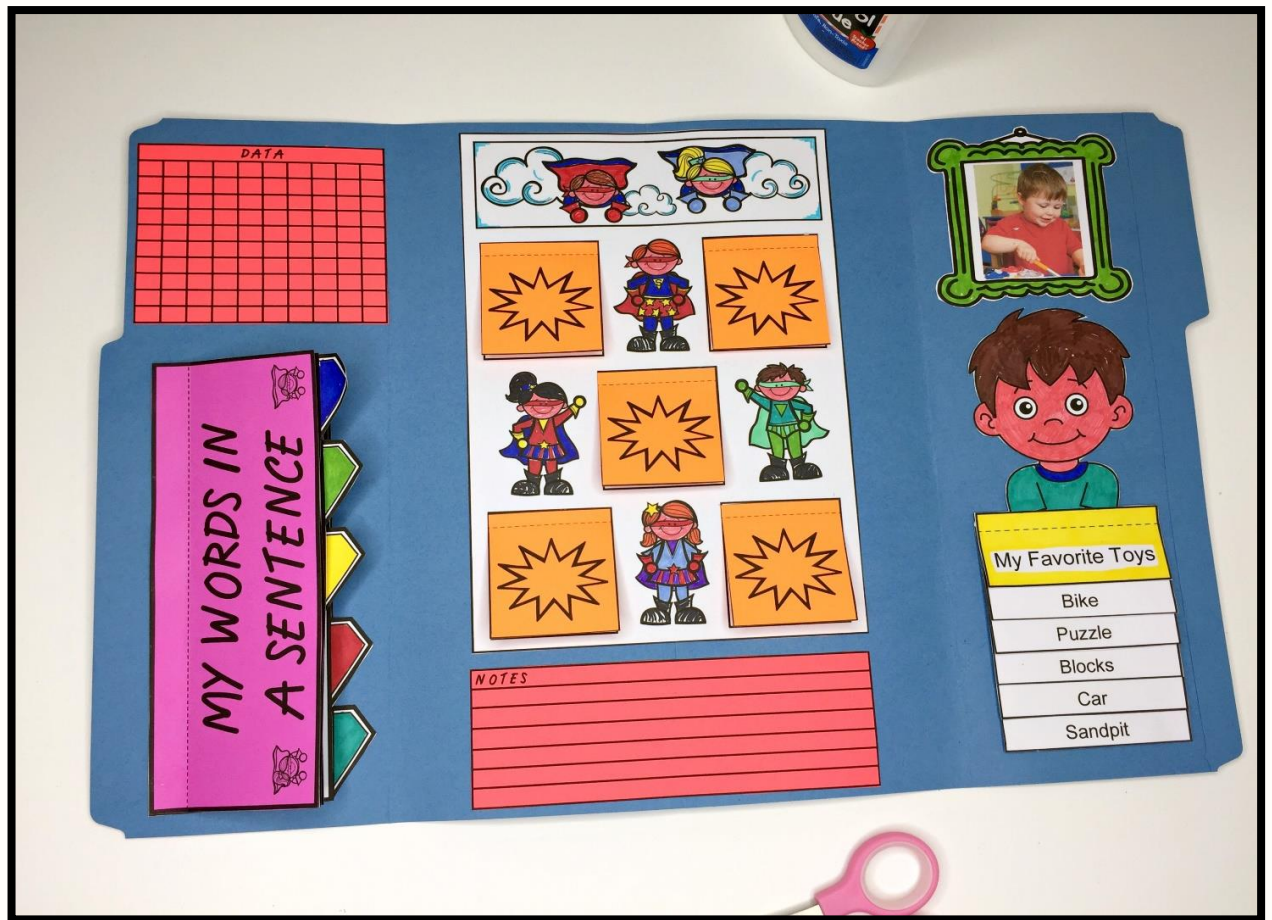 DATA
MY WORDS IN
A SENTENCE
NOTES
My Favorite Toys
Bike
Puzzle
Blocks
Car
Sandpit